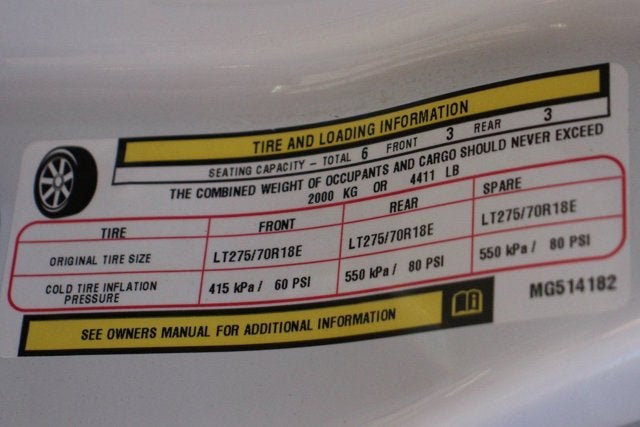 TIRE AND LOADING INFORMATION
SEATING CAPACITY – TOTAL 6 FRONT 3 REAR 3
THE COMBINED WEIGHT OF OCCUPANTS AND CARGO SHOULD NEVER EXCEED
2000 KG OR 4411 LB
TIRE FRONT REAR SPARE
ORIGINAL TIRE SIZE LT275/70R18E LT275/70R18E LT275/70R18E
COLD TIRE INFLATION PRESSURE 415 kPa / 60 PSI 550 kPa / 80 PSI 550 kPa / 80 PSI
MG514182
SEE OWNERS MANUAL FOR ADDITIONAL INFORMATION